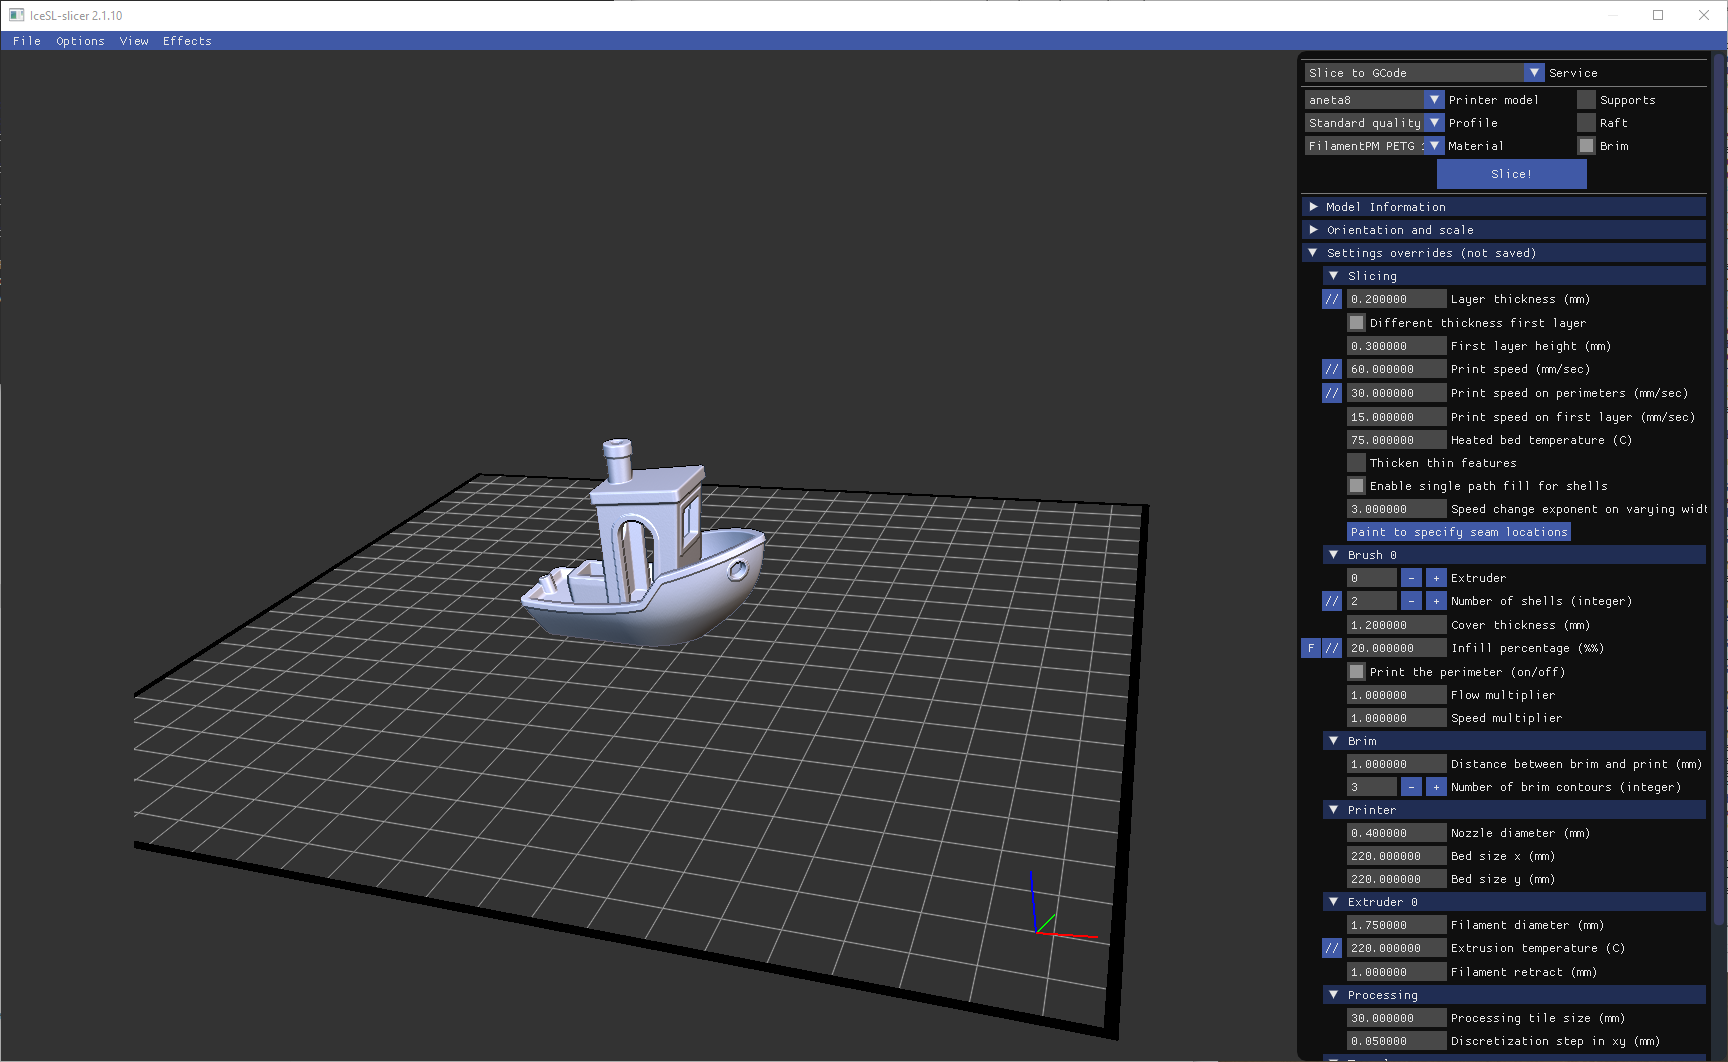 IceSL-slicer 2.1.10
File Options View Effects
Slice to GCode Service
aneta8 Printer model Supports
Standard quality Profile Raft
FilamentPM PETG Material Brim
Slice!
Model Information
Orientation and scale
Settings overrides (not saved)
Slicing
// 0.200000 Layer thickness (mm)
Different thickness first layer
0.300000 First layer height (mm)
// 60.000000 Print speed (mm/sec)
// 30.000000 Print speed on perimeters (mm/sec)
15.000000 Print speed on first layer (mm/sec)
75.000000 Heated bed temperature (C)
Thicken thin features
Enable single path fill for shells
3.000000 Speed change exponent on varying widt
Paint to specify seam locations
Brush 0
0 - + Extruder
// 2 - + Number of shells (integer)
1.200000 Cover thickness (mm)
F // 20.000000 Infill percentage (%%)
Print the perimeter (on/off)
1.000000 Flow multiplier
1.000000 Speed multiplier
Brim
1.000000 Distance between brim and print (mm)
3 - + Number of brim contours (integer)
Printer
0.400000 Nozzle diameter (mm)
220.000000 Bed size x (mm)
220.000000 Bed size y (mm)
Extruder 0
1.750000 Filament diameter (mm)
// 220.000000 Extrusion temperature (C)
1.000000 Filament retract (mm)
Processing
30.000000 Processing tile size (mm)
0.050000 Discretization step in xy (mm)